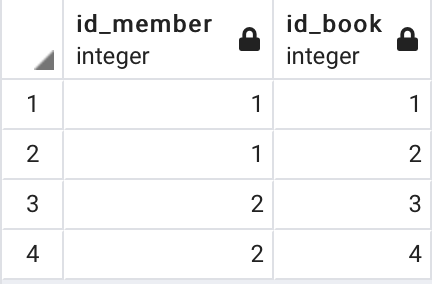 id_member id_book
integer integer
1 1 1
2 1 2
3 2 3
4 2 4